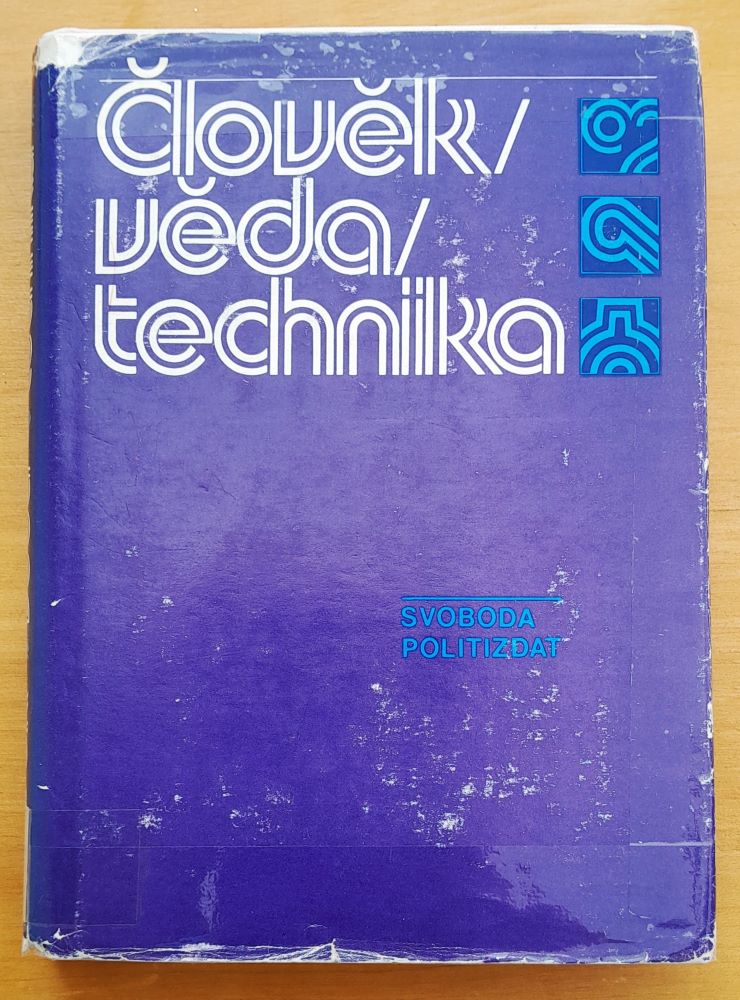 Člověk/
věda/
technika
SVOBODA
POLITIZDAT